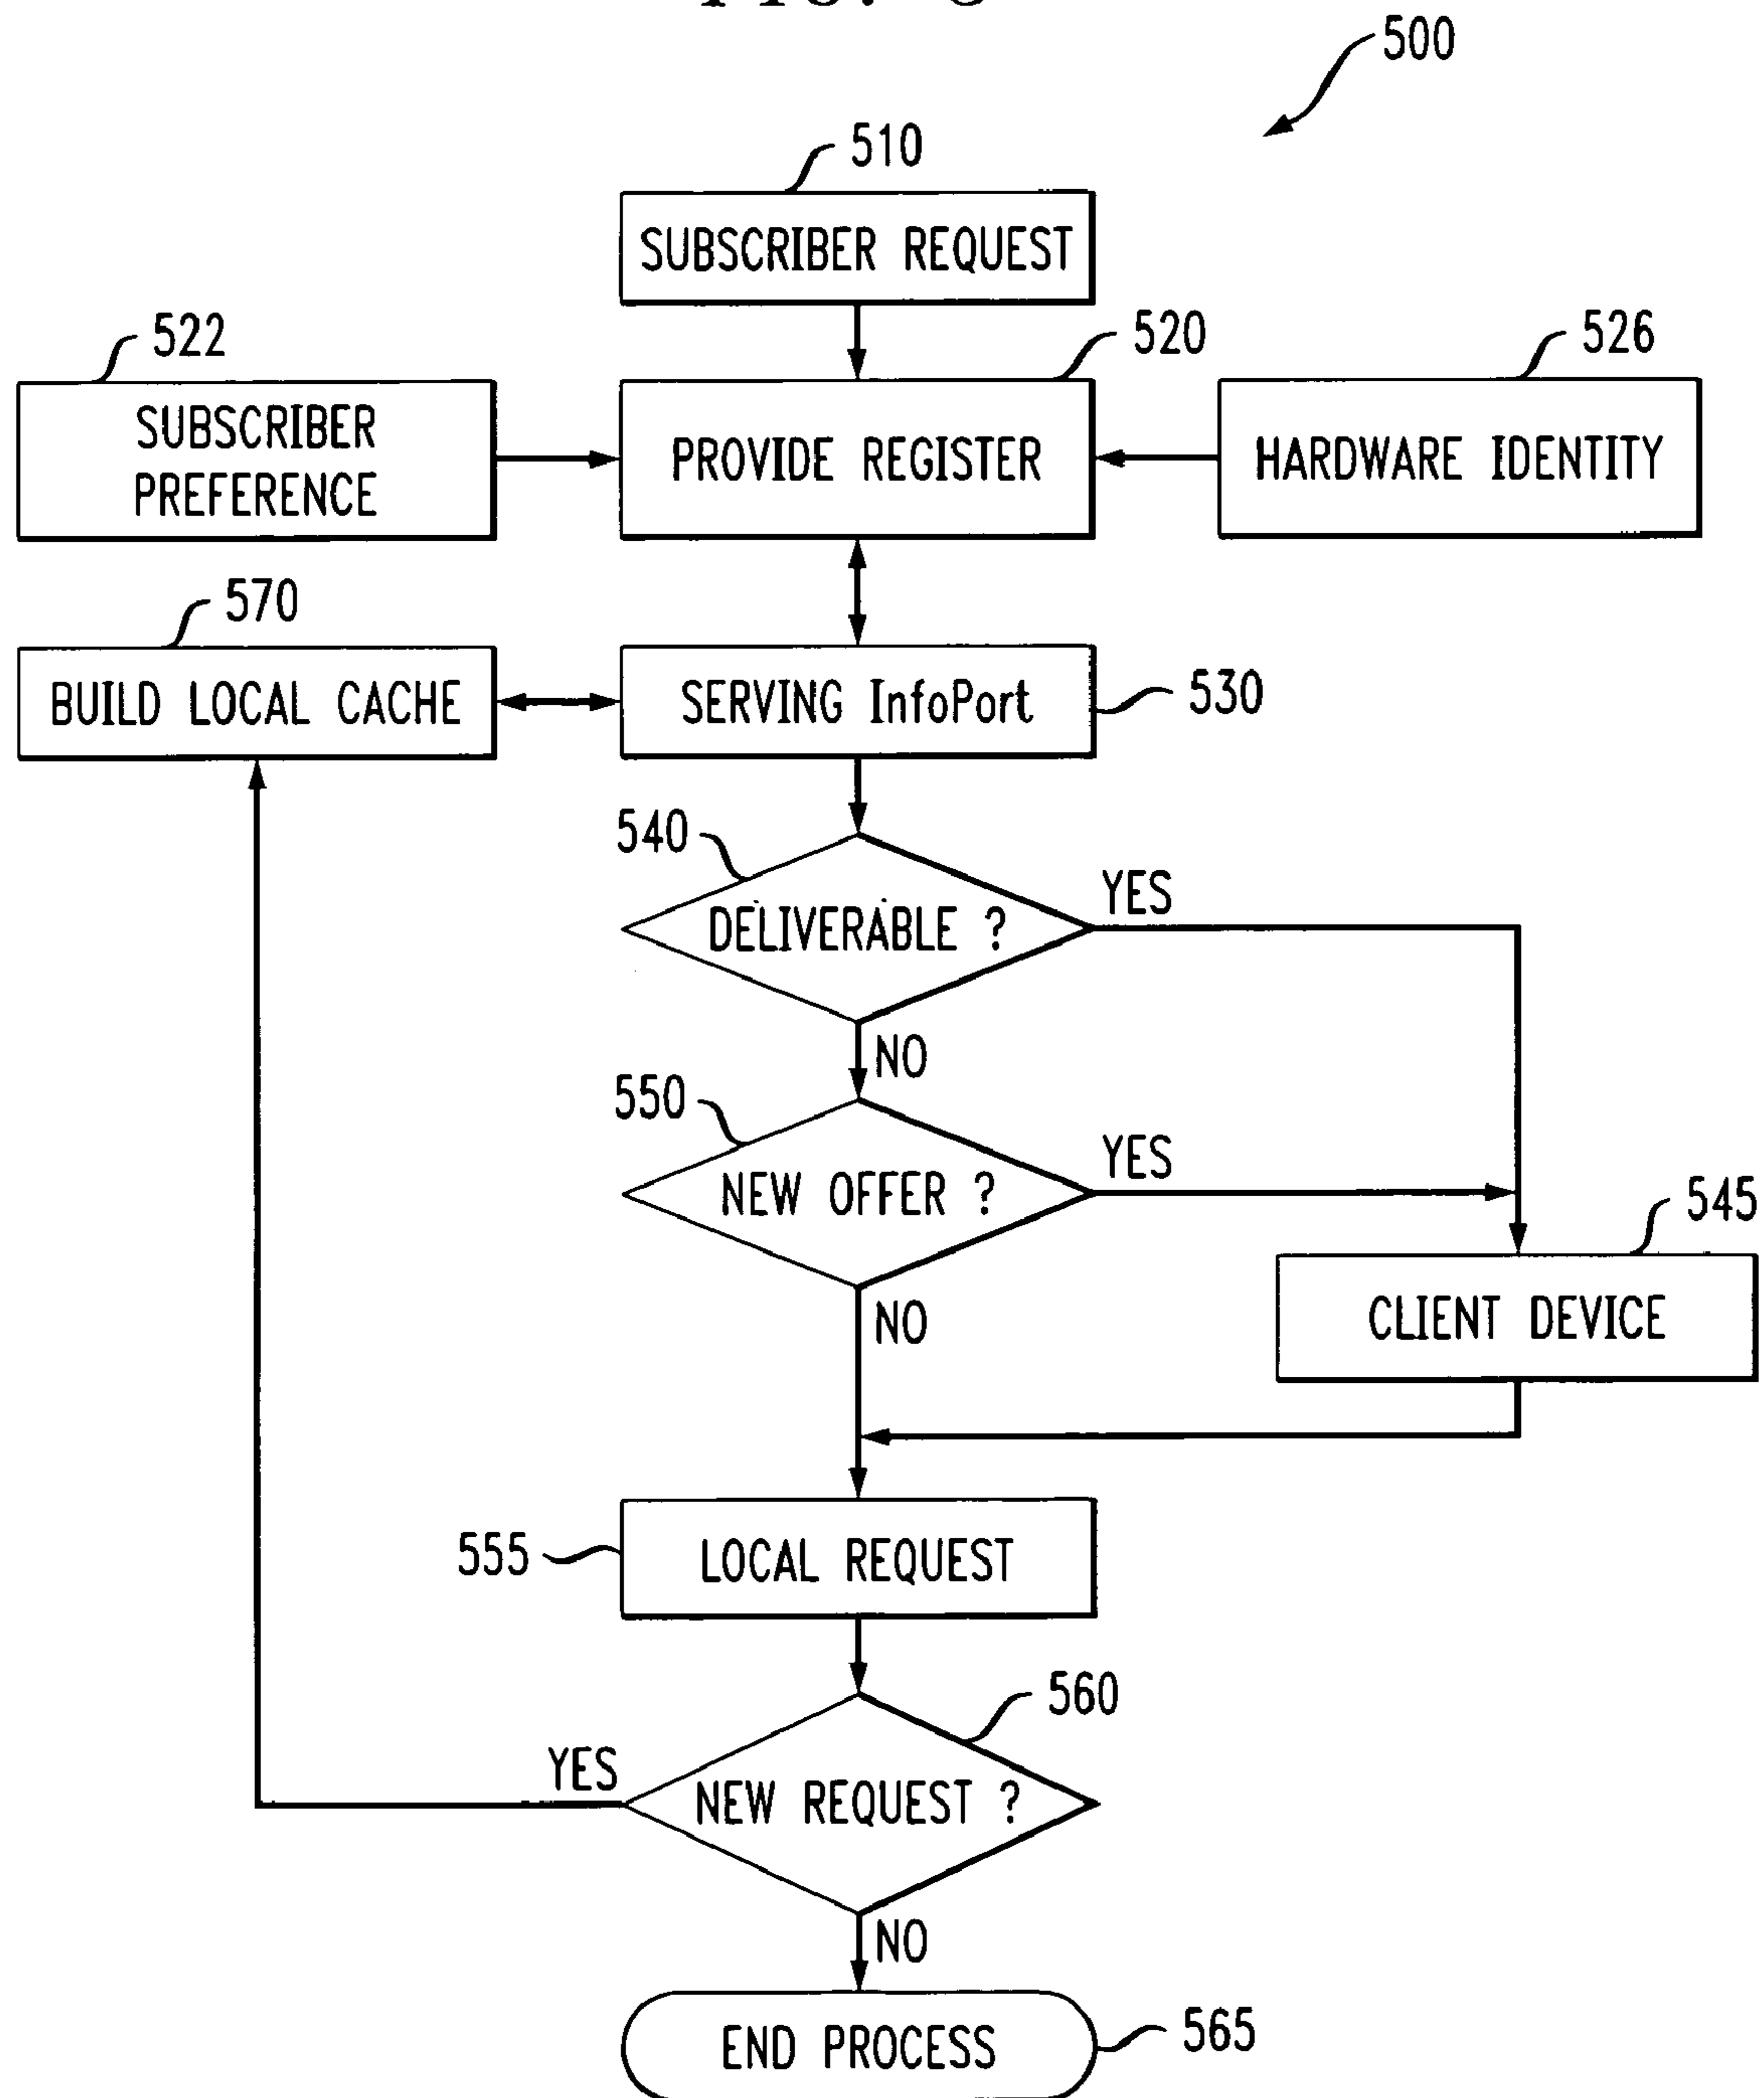 500
510
SUBSCRIBER REQUEST
522
520
526
SUBSCRIBER
PREFERENCE
PROVIDE REGISTER
HARDWARE IDENTITY
570
BUILD LOCAL CACHE
SERVING InfoPort
530
540
DELIVERABLE ?
YES
NO
550
NEW OFFER ?
YES
545
NO
CLIENT DEVICE
555
LOCAL REQUEST
560
YES
NEW REQUEST ?
NO
END PROCESS
565